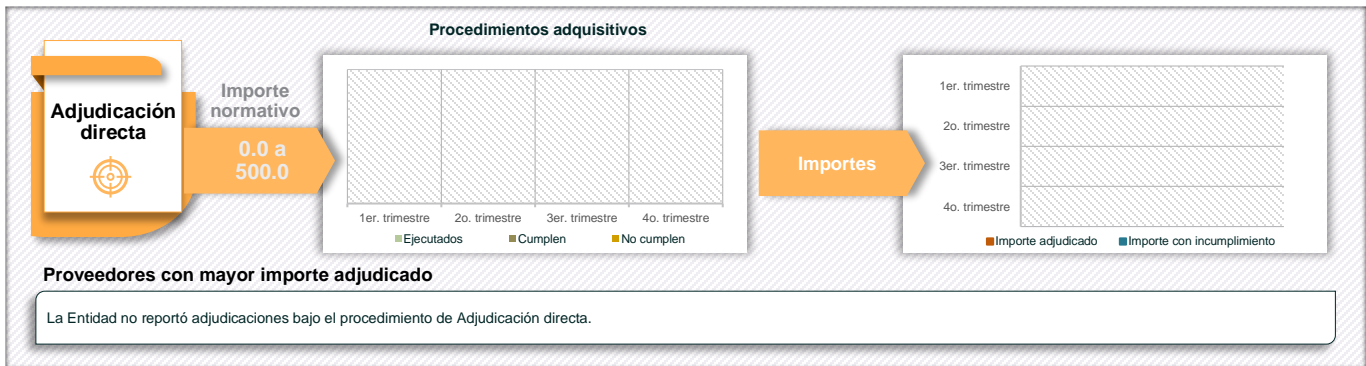 Procedimientos adquisitivos
Adjudicación
directa
Importe
normativo
0.0 a
500.0
1er. trimestre
2o. trimestre
3er. trimestre
4o. trimestre
Ejecutados
Cumplen
No cumplen
Importes
1er. trimestre
2o. trimestre
3er. trimestre
4o. trimestre
Importe adjudicado
Importe con incumplimiento
Proveedores con mayor importe adjudicado
La Entidad no reportó adjudicaciones bajo el procedimiento de Adjudicación directa.